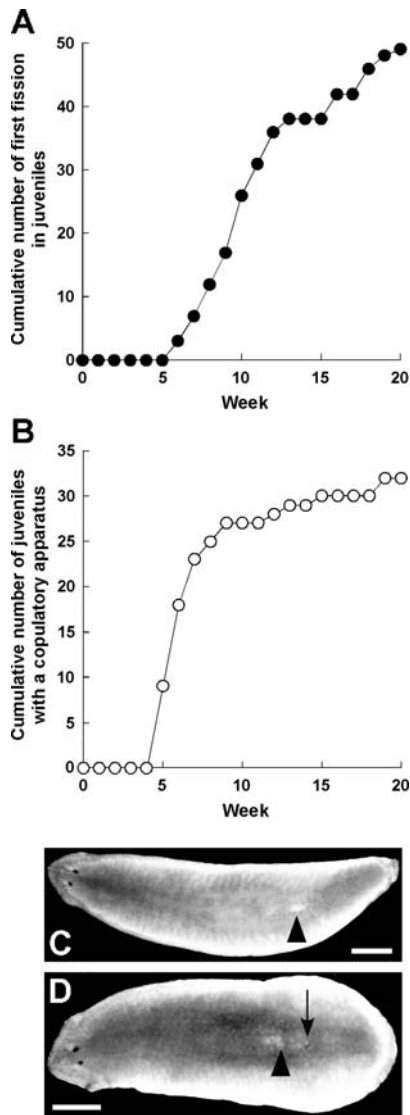 A
Cumulative number of first fission
in juveniles
50
40
30
20
10
0
0 5 10 15 20
Week
B
Cumulative number of juveniles
with a copulatory apparatus
35
30
25
20
15
10
5
0
0 5 10 15 20
Week
C
D